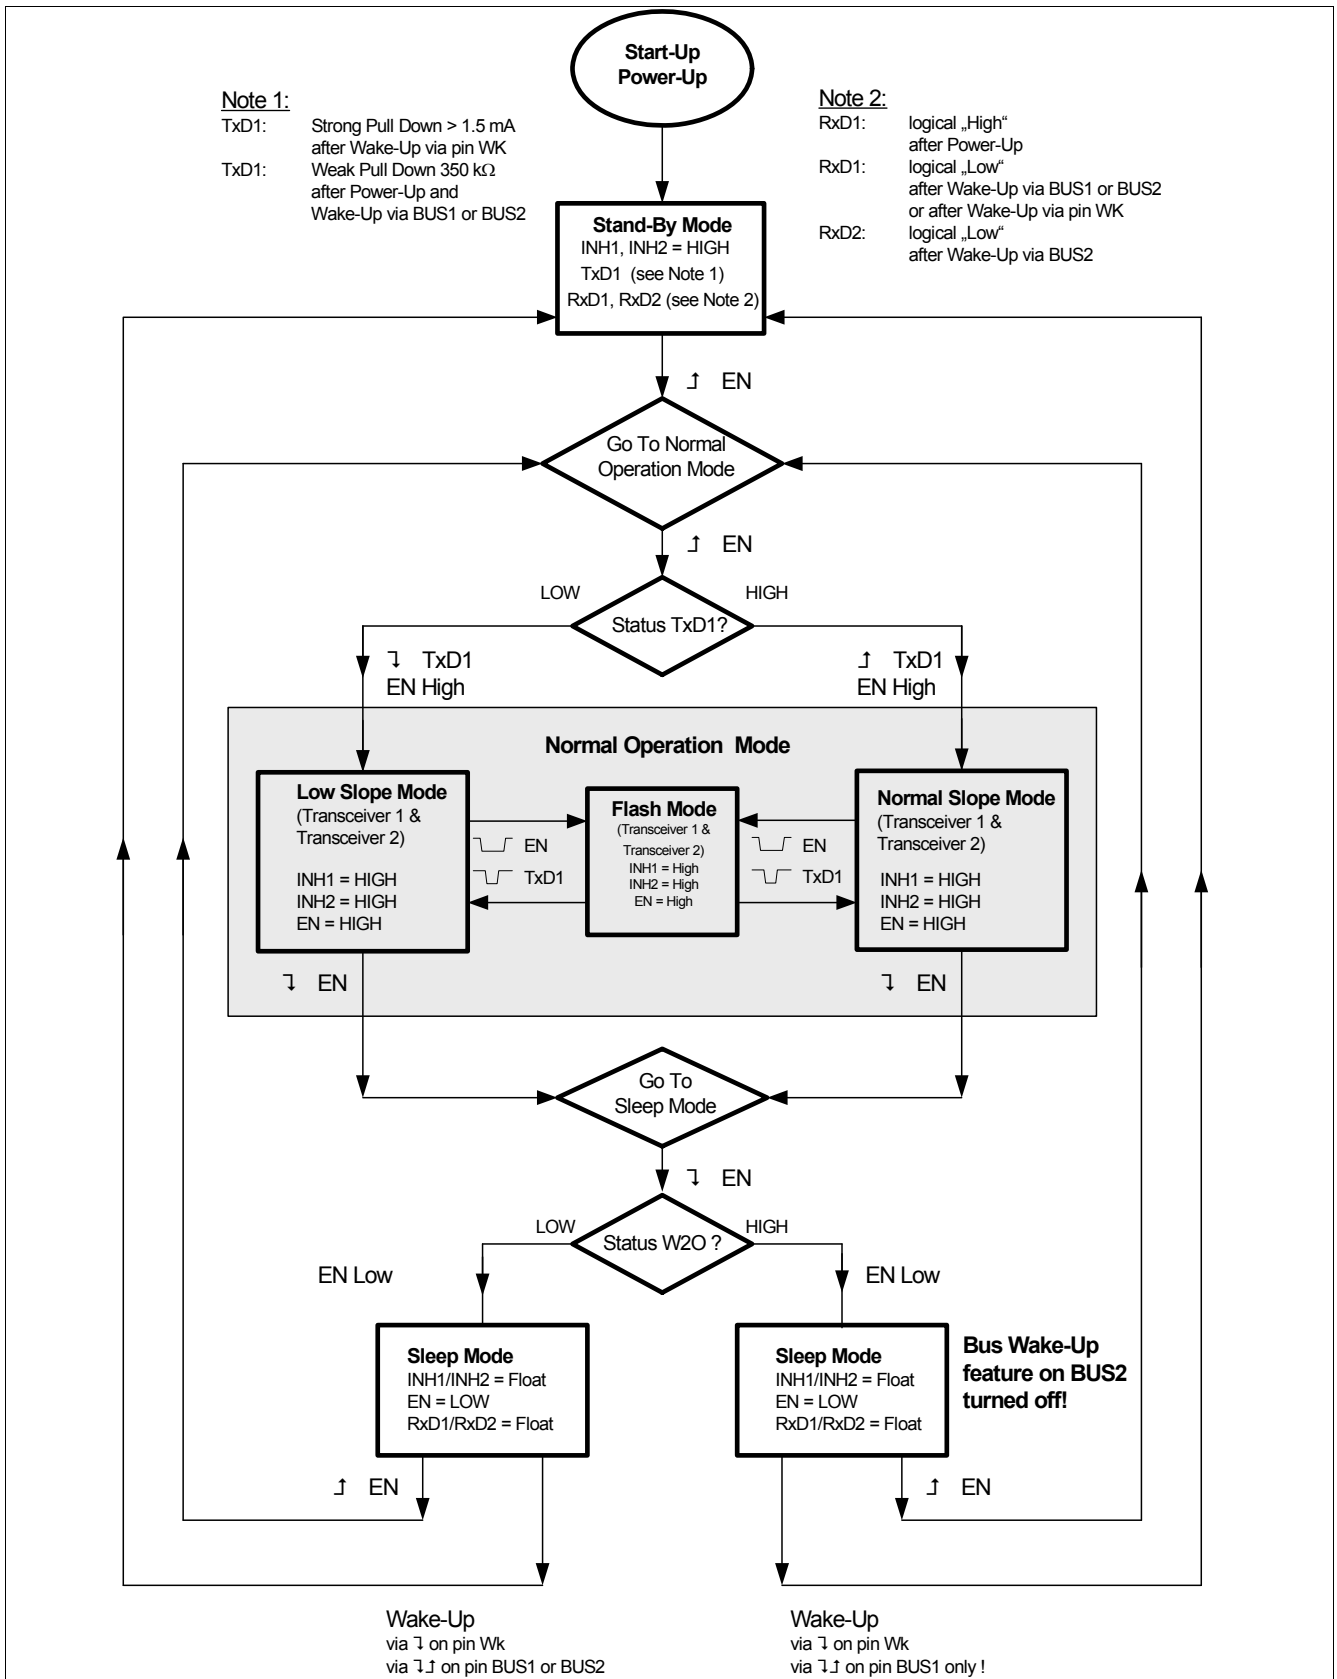 Start-Up
Power-Up
Note 1:
TxD1: Strong Pull Down > 1.5 mA
after Wake-Up via pin WK
TxD1: Weak Pull Down 350 kΩ
after Power-Up and
Wake-Up via BUS1 or BUS2
Note 2:
RxD1: logical „High“
after Power-Up
RxD1: logical „Low“
after Wake-Up via BUS1 or BUS2
or after Wake-Up via pin WK
RxD2: logical „Low“
after Wake-Up via BUS2
Stand-By Mode
INH1, INH2 = HIGH
TxD1 (see Note 1)
RxD1, RxD2 (see Note 2)
EN
Go To Normal
Operation Mode
EN
LOW
HIGH
Status TxD1?
TxD1
EN High
TxD1
EN High
Normal Operation Mode
Low Slope Mode
(Transceiver 1 &
Transceiver 2)
INH1 = HIGH
INH2 = HIGH
EN = HIGH
EN
TxD1
Flash Mode
(Transceiver 1 &
Transceiver 2)
INH1 = High
INH2 = High
EN = High
EN
TxD1
Normal Slope Mode
(Transceiver 1 &
Transceiver 2)
INH1 = HIGH
INH2 = HIGH
EN = HIGH
EN
EN
Go To
Sleep Mode
EN
LOW
HIGH
Status W2O ?
EN Low
EN Low
Sleep Mode
INH1/INH2 = Float
EN = LOW
RxD1/RxD2 = Float
Sleep Mode
INH1/INH2 = Float
EN = LOW
RxD1/RxD2 = Float
Bus Wake-Up
feature on BUS2
turned off!
EN
EN
Wake-Up
via ↴ on pin Wk
via ↴↥ on pin BUS1 or BUS2
Wake-Up
via ↴ on pin Wk
via ↴↥ on pin BUS1 only !